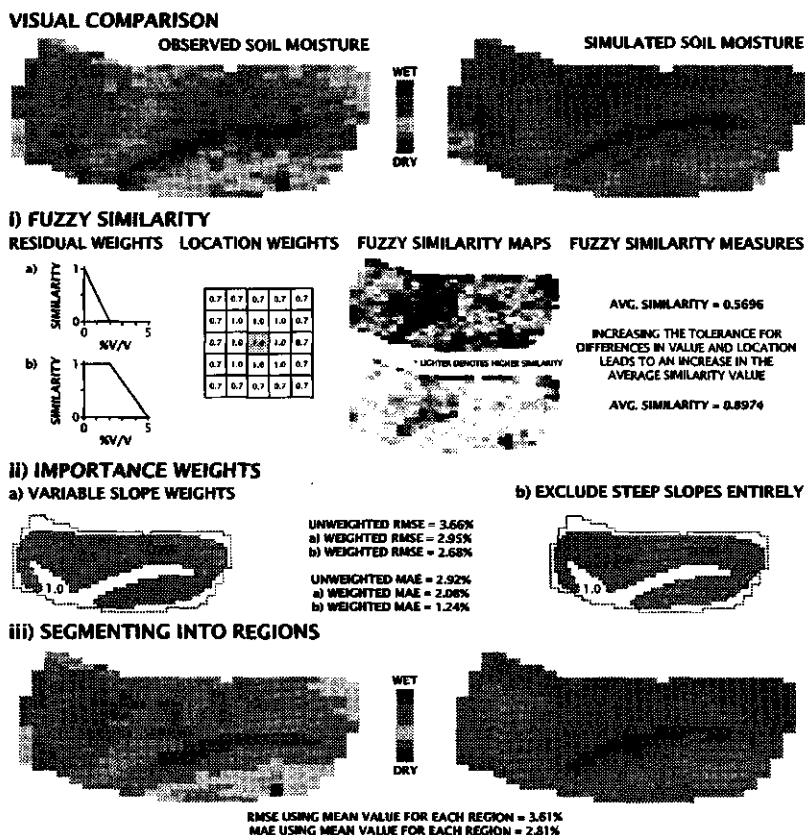 VISUAL COMPARISON
OBSERVED SOIL MOISTURE
SIMULATED SOIL MOISTURE
WET
DRY
i) FUZZY SIMILARITY
RESIDUAL WEIGHTS
LOCATION WEIGHTS
FUZZY SIMILARITY MAPS
FUZZY SIMILARITY MEASURES
a)
SIMILARITY
1
0
0
5
%V/V
b)
SIMILARITY
1
0
0
5
%V/V
0.7 0.7 0.7 0.7 0.7
0.7 1.0 1.0 1.0 0.7
0.7 1.0 1.0 0.7
0.7 1.0 1.0 1.0 0.7
0.7 0.7 0.7 0.7 0.7
LIGHTER DENOTES HIGHER SIMILARITY
AVG. SIMILARITY = 0.5696
INCREASING THE TOLERANCE FOR
DIFFERENCES IN VALUE AND LOCATION
LEADS TO AN INCREASE IN THE
AVERAGE SIMILARITY VALUE
AVG. SIMILARITY = 0.8974
ii) IMPORTANCE WEIGHTS
a) VARIABLE SLOPE WEIGHTS
b) EXCLUDE STEEP SLOPES ENTIRELY
1.0
UNWEIGHTED RMSE = 3.66%
a) WEIGHTED RMSE = 2.95%
b) WEIGHTED RMSE = 2.68%
UNWEIGHTED MAE = 2.92%
a) WEIGHTED MAE = 2.08%
b) WEIGHTED MAE = 1.24%
1.0
iii) SEGMENTING INTO REGIONS
WET
DRY
RMSE USING MEAN VALUE FOR EACH REGION = 3.61%
MAE USING MEAN VALUE FOR EACH REGION = 2.81%